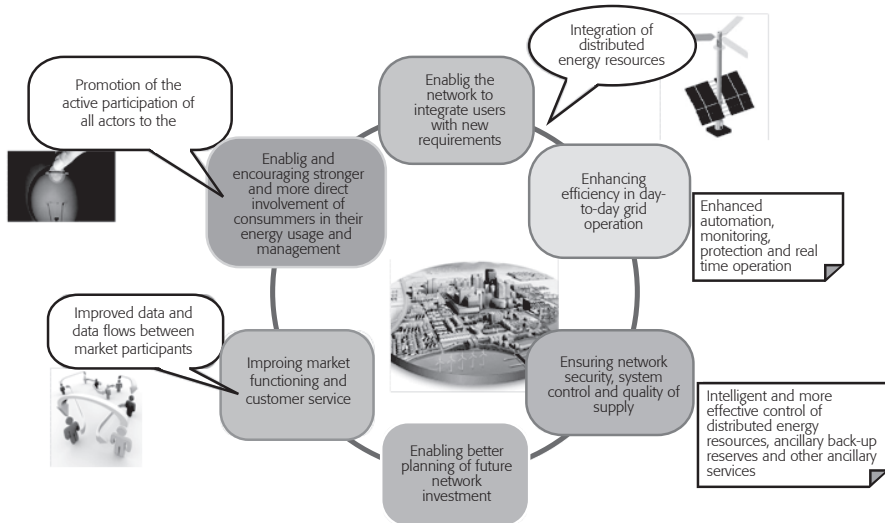 Integration of
distributed
energy resources
Promotion of the
active participation of
all actors to the
Enablig the
network to
integrate users
with new
requirements
Enablig and
encouraging stronger
and more direct
involvement of
consummers in their
energy usage and
management
Enhancing
efficiency in day-
to-day grid
operation
Enhanced
automation,
monitoring,
protection and real
time operation
Improved data and
data flows between
market participants
Improing market
functioning and
customer service
Ensuring network
security, system
control and quality of
supply
Intelligent and more
effective control of
distributed energy
resources, ancillary back-up
reserves and other ancillary
services
Enabling better
planning of future
network
investment